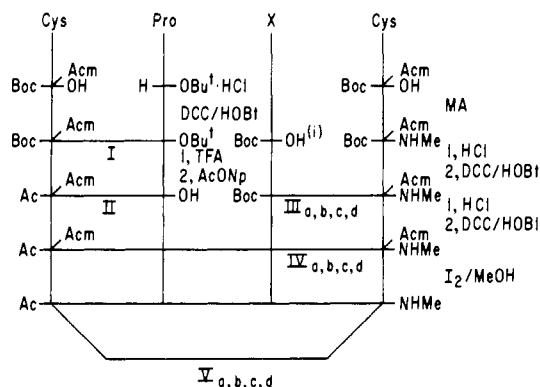 Cys Pro X Cys
Acm Acm
Boc OH H OBu^t·HCl Boc OH
DCC/HOBt MA
Acm Acm
Boc OBu^t Boc OH^(i) Boc NHMe
I 1, TFA 1, HCl
2, AcONp 2, DCC/HOBt
Acm Acm
Ac OH Boc NHMe
II III a,b,c,d 1, HCl
2, DCC/HOBt
Acm Acm
Ac NHMe
IV a,b,c,d
I₂/MeOH
Ac NHMe
V a,b,c,d